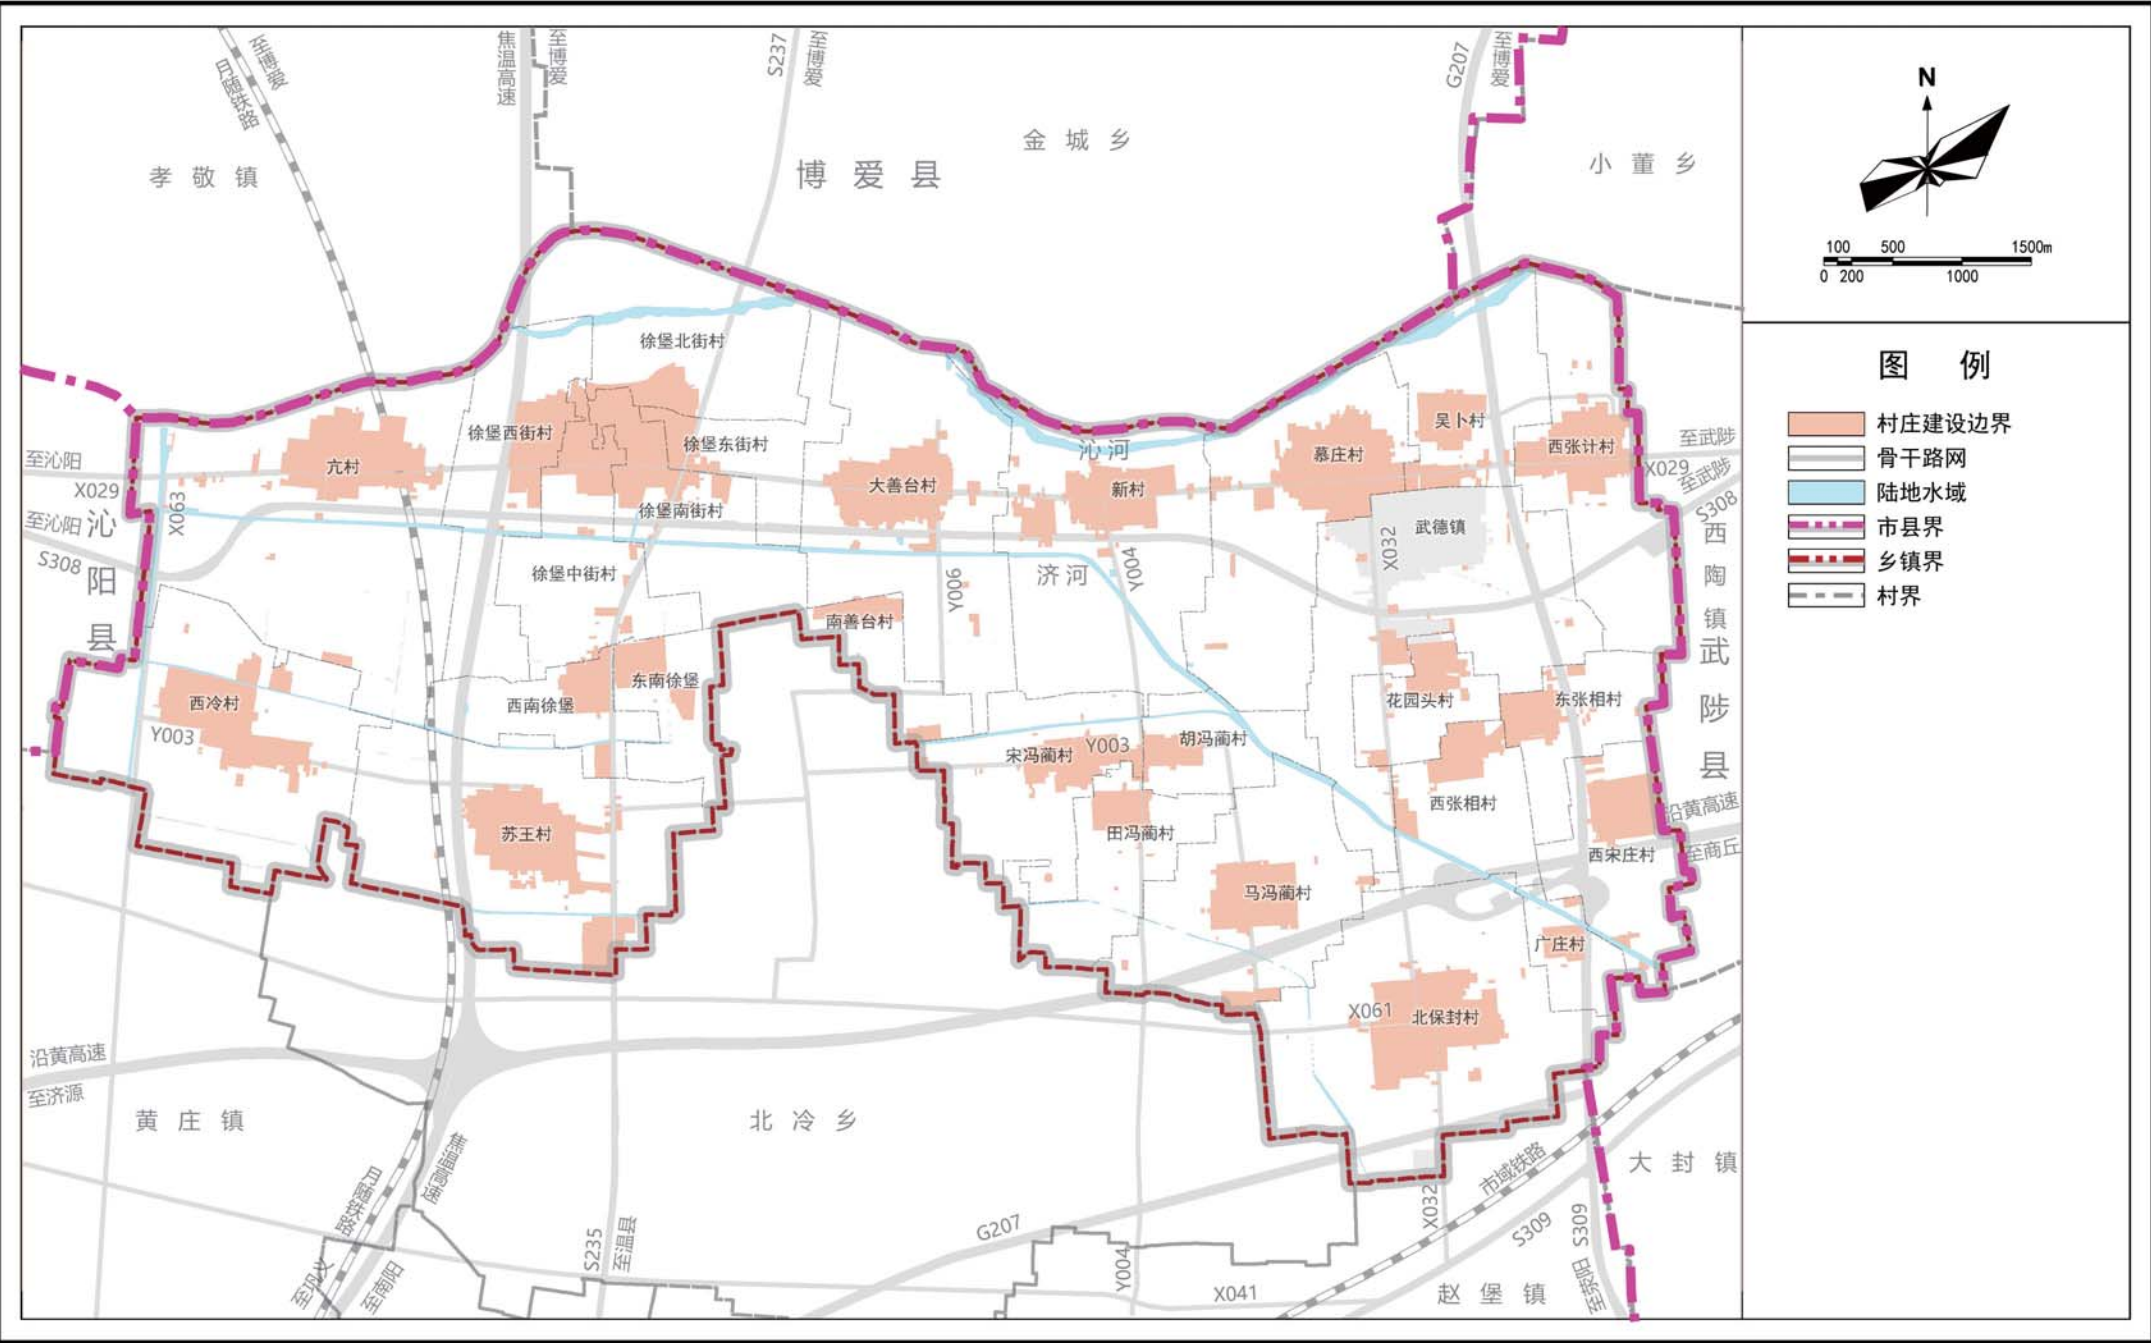 至博爱
月随铁路
焦温高速
至博爱
S237
至博爱
G207
至博爱
金城乡
博爱县
孝敬镇
小董乡
N
100 500 1500m
0 200 1000
图 例
村庄建设边界
骨干路网
陆地水域
市县界
乡镇界
村界
徐堡北街村
徐堡西街村
徐堡东街村
亢村
大善台村
沁河
新村
慕庄村
吴卜村
西张计村
至武陟
X029
至武陟
S308
至沁阳
X029
至沁阳
S308
沁阳县
X063
徐堡南街村
徐堡中街村
武德镇
X032
济河
Y004
Y006
南善台村
西陶镇
武陟县
西冷村
Y003
西南徐堡
东南徐堡
花园头村
东张相村
宋冯蔺村
Y003
胡冯蔺村
西张相村
田冯蔺村
苏王村
沿黄高速
至商丘
西宋庄村
马冯蔺村
广庄村
X061
北保封村
沿黄高速
至济源
黄庄镇
北冷乡
焦温高速
月随铁路
至巩义
至南阳
S235
至温县
G207
Y004
X041
X032
市域铁路
S309
S309
至荥阳
大封镇
赵堡镇